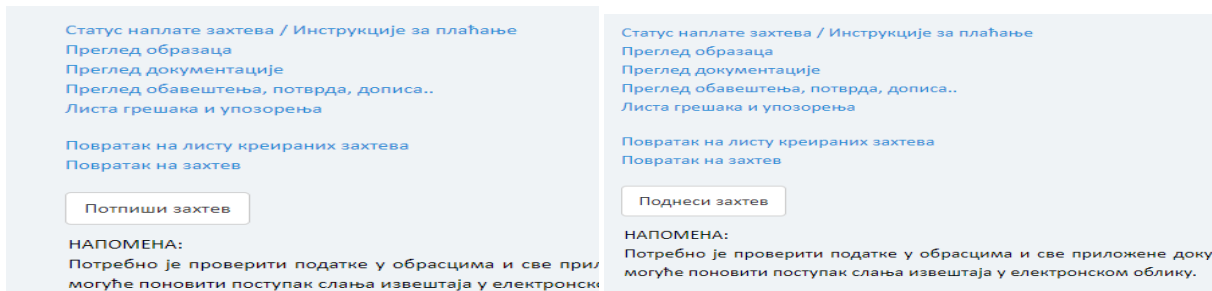 Статус наплате захтева / Инструкције за плаћање
Преглед образаца
Преглед документације
Преглед обавештења, потврда, дописа..
Листа грешака и упозорења
Повратак на листу креираних захтева
Повратак на захтев
Потпиши захтев
НАПОМЕНА:
Потребно је проверити податке у обрасцима и све прил
могуће поновити поступак слања извештаја у електронск
Статус наплате захтева / Инструкције за плаћање
Преглед образаца
Преглед документације
Преглед обавештења, потврда, дописа..
Листа грешака и упозорења
Повратак на листу креираних захтева
Повратак на захтев
Поднеси захтев
НАПОМЕНА:
Потребно је проверити податке у обрасцима и све приложене доку
могуће поновити поступак слања извештаја у електронском облику.